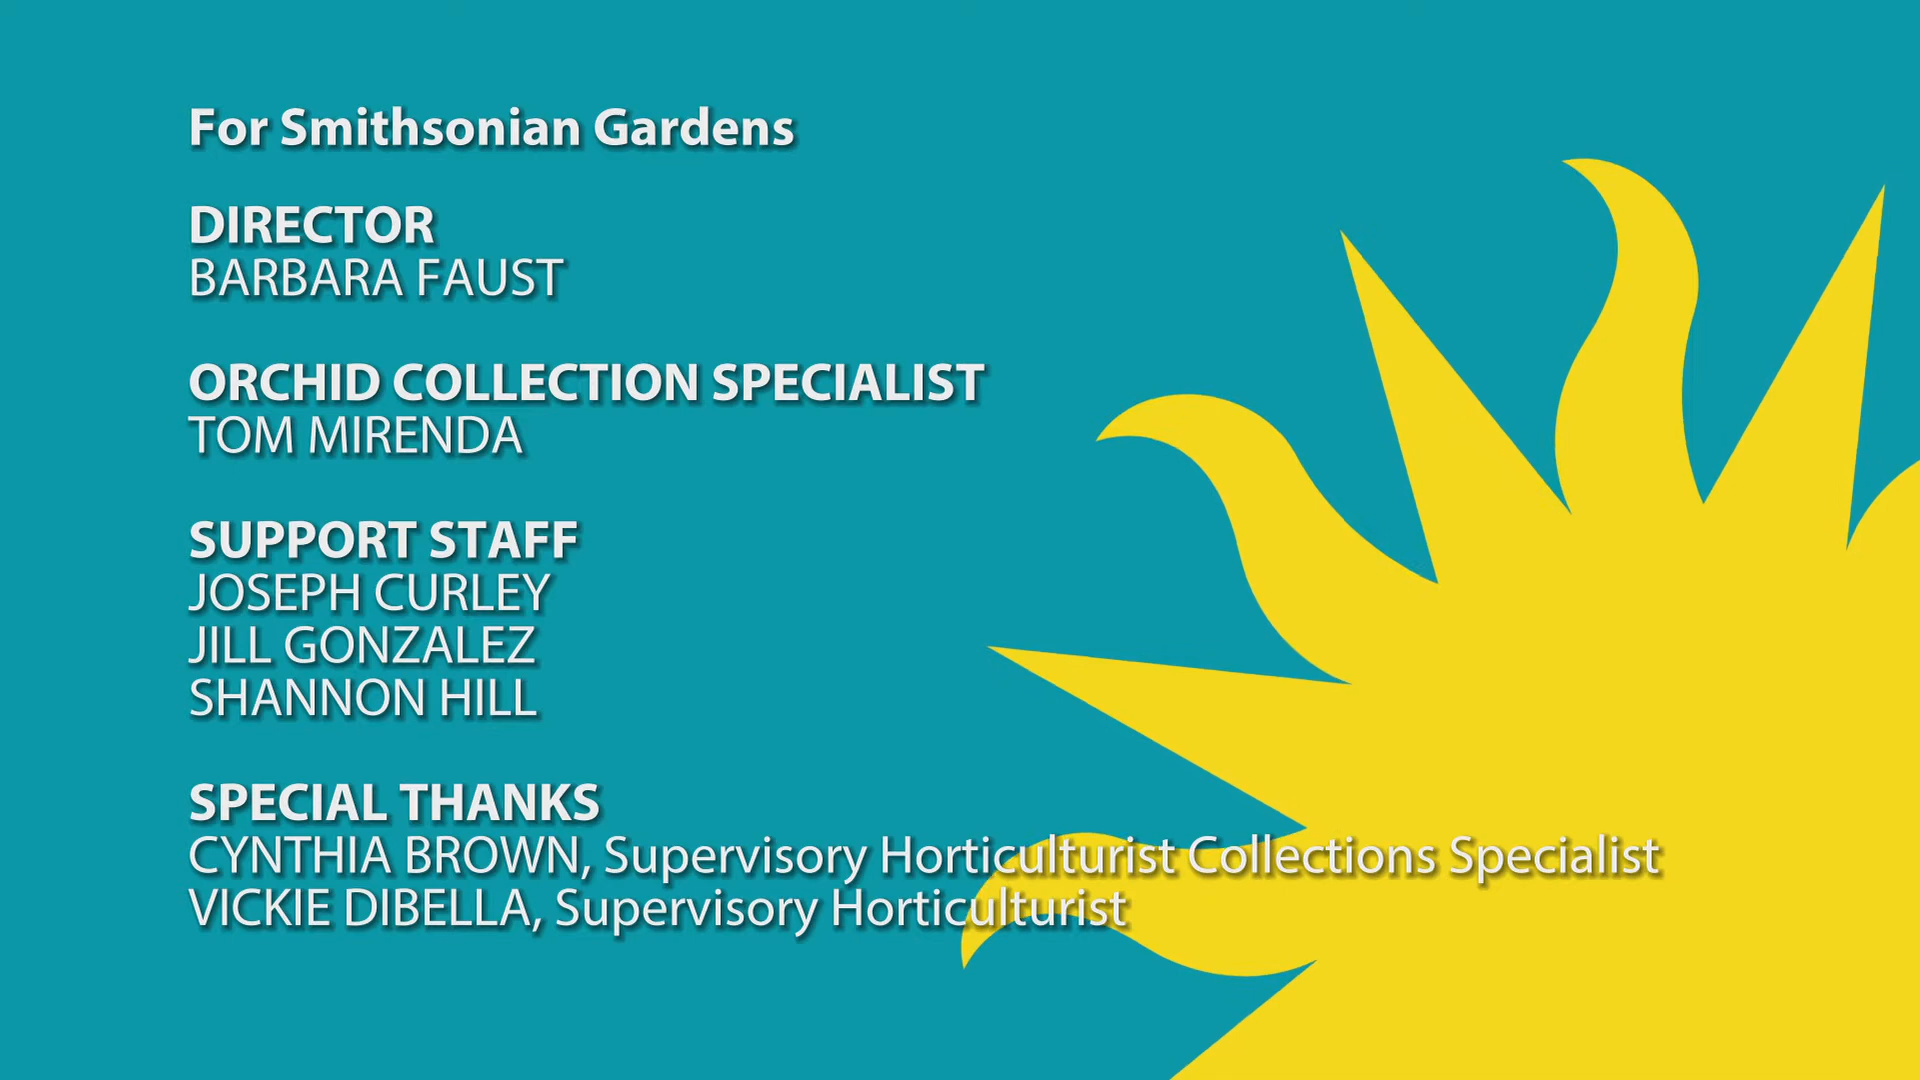 For Smithsonian Gardens
DIRECTOR
BARBARA FAUST
ORCHID COLLECTION SPECIALIST
TOM MIRENDA
SUPPORT STAFF
JOSEPH CURLEY
JILL GONZALEZ
SHANNON HILL
SPECIAL THANKS
CYNTHIA BROWN, Supervisory Horticulturist Collections Specialist
VICKIE DIBELLA, Supervisory Horticulturist